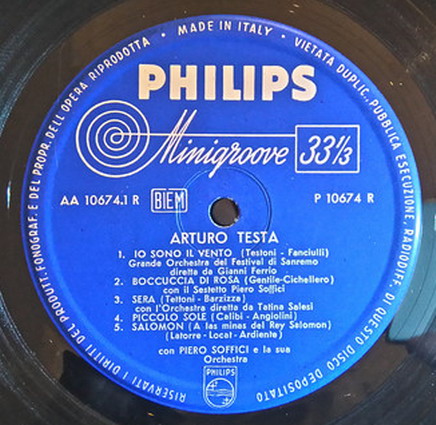 RISERVATI I DIRITTI DEL PRODUTT. FONOGRAF. E DEL PROPR. DELL'OPERA RIPRODOTTA • MADE IN ITALY • VIETATA DUPLIC., PUBBLICA ESECUZIONE, RADIODIFF. DI QUESTO DISCO DEPOSITATO
PHILIPS
Minigroove 33⅓
AA 10674.1 R BIEM P 10674 R
ARTURO TESTA
1. IO SONO IL VENTO (Testoni - Fanciulli)
Grande Orchestra del Festival di Sanremo
diretta da Gianni Ferrio
2. BOCCUCCIA DI ROSA (Gentile-Cichellero)
con il Sestetto Piero Soffici
3. SERA (Tettoni - Barzizza)
con l'Orchestra diretta da Tatina Salesi
4. PICCOLO SOLE (Calibi - Angiolini)
5. SALOMON (A las minas del Rey Salomon)
(Latorre - Locat - Ardiente)
con PIERO SOFFICI e la sua
Orchestra
PHILIPS